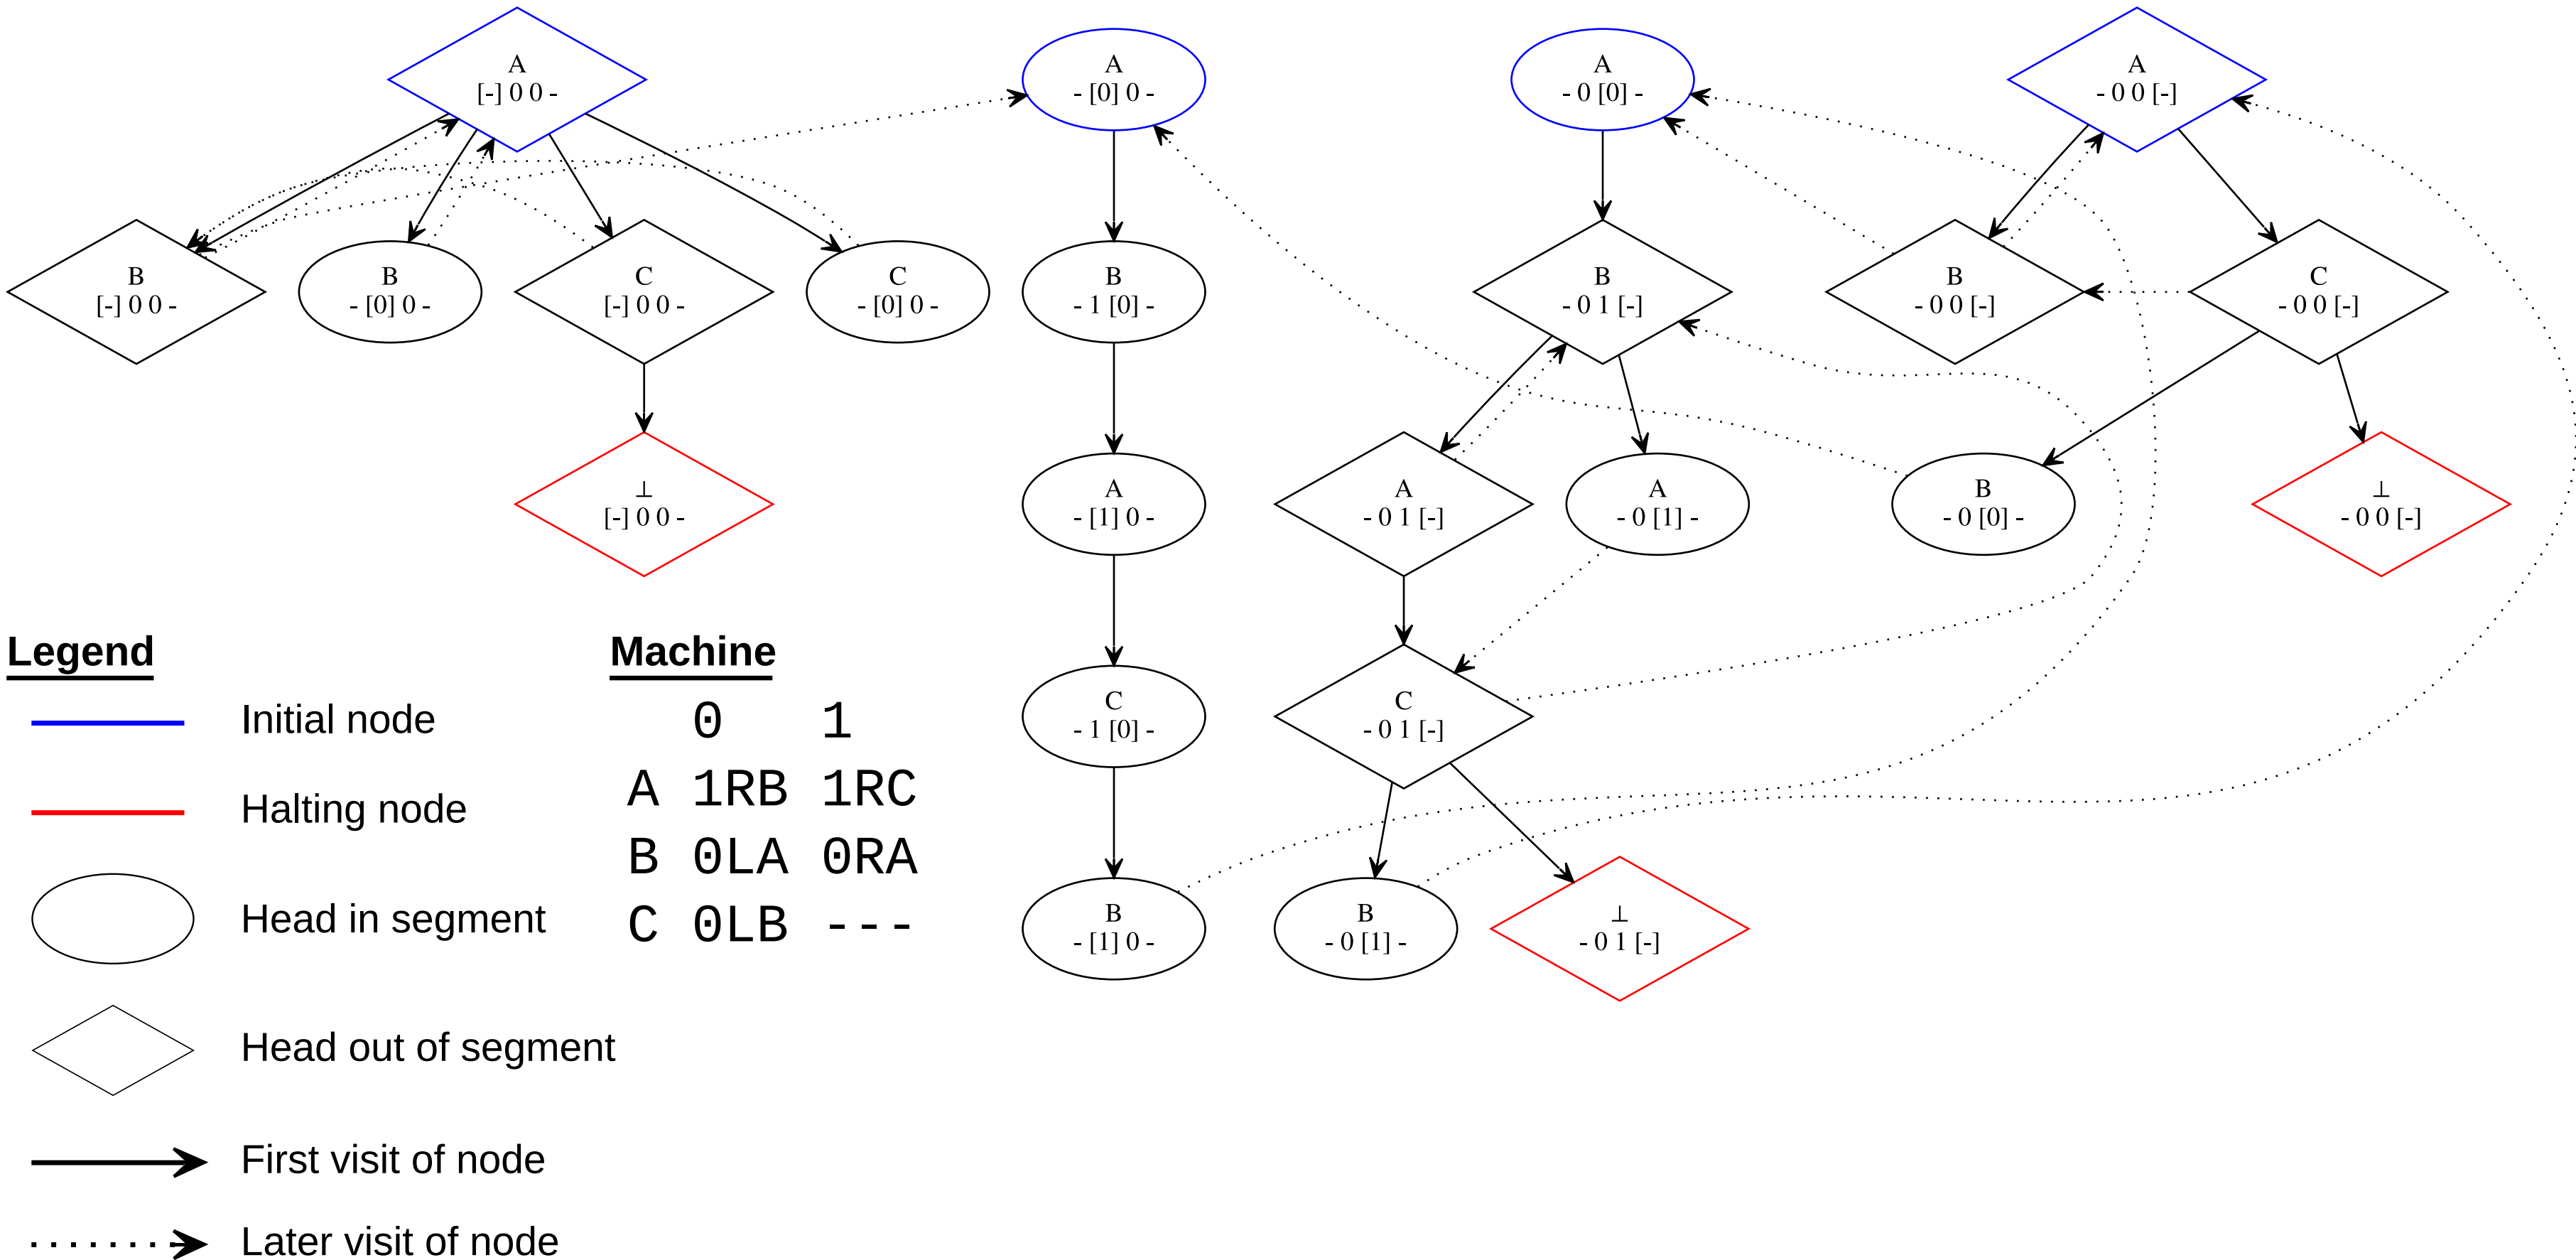 A
[-] 0 0 -
A
- [0] 0 -
A
- 0 [0] -
A
- 0 0 [-]
B
[-] 0 0 -
B
- [0] 0 -
C
[-] 0 0 -
C
- [0] 0 -
B
- 1 [0] -
B
- 0 1 [-]
B
- 0 0 [-]
C
- 0 0 [-]
⊥
[-] 0 0 -
A
- [1] 0 -
A
- 0 1 [-]
A
- 0 [1] -
B
- 0 [0] -
⊥
- 0 0 [-]
C
- 1 [0] -
C
- 0 1 [-]
B
- [1] 0 -
B
- 0 [1] -
⊥
- 0 1 [-]
Legend
Initial node
Halting node
Head in segment
Head out of segment
First visit of node
Later visit of node
Machine
0 1
A 1RB 1RC
B 0LA 0RA
C 0LB ---